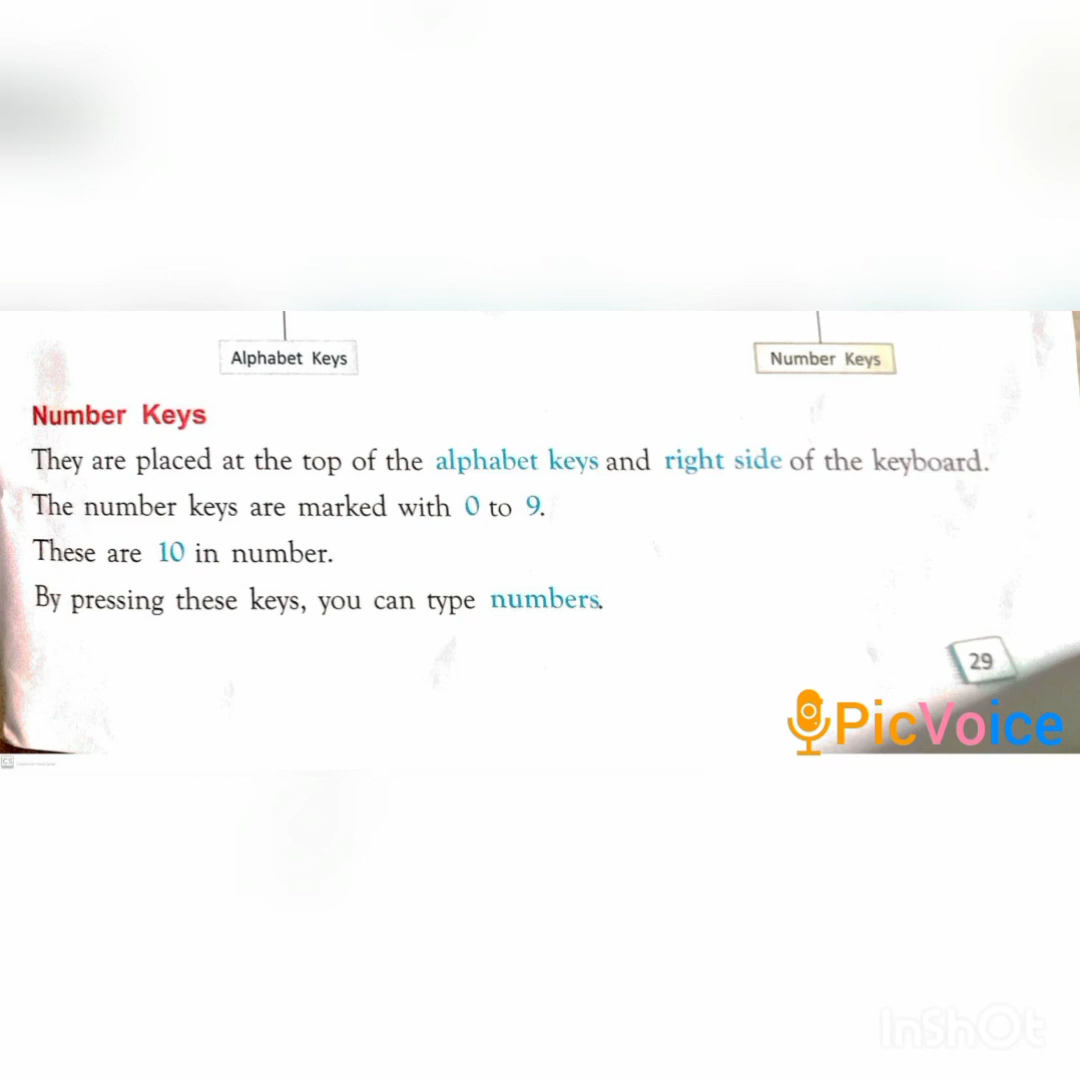 Alphabet Keys
Number Keys
Number Keys
They are placed at the top of the alphabet keys and right side of the keyboard.
The number keys are marked with 0 to 9.
These are 10 in number.
By pressing these keys, you can type numbers.
29
PicVoice
CS
InShOt